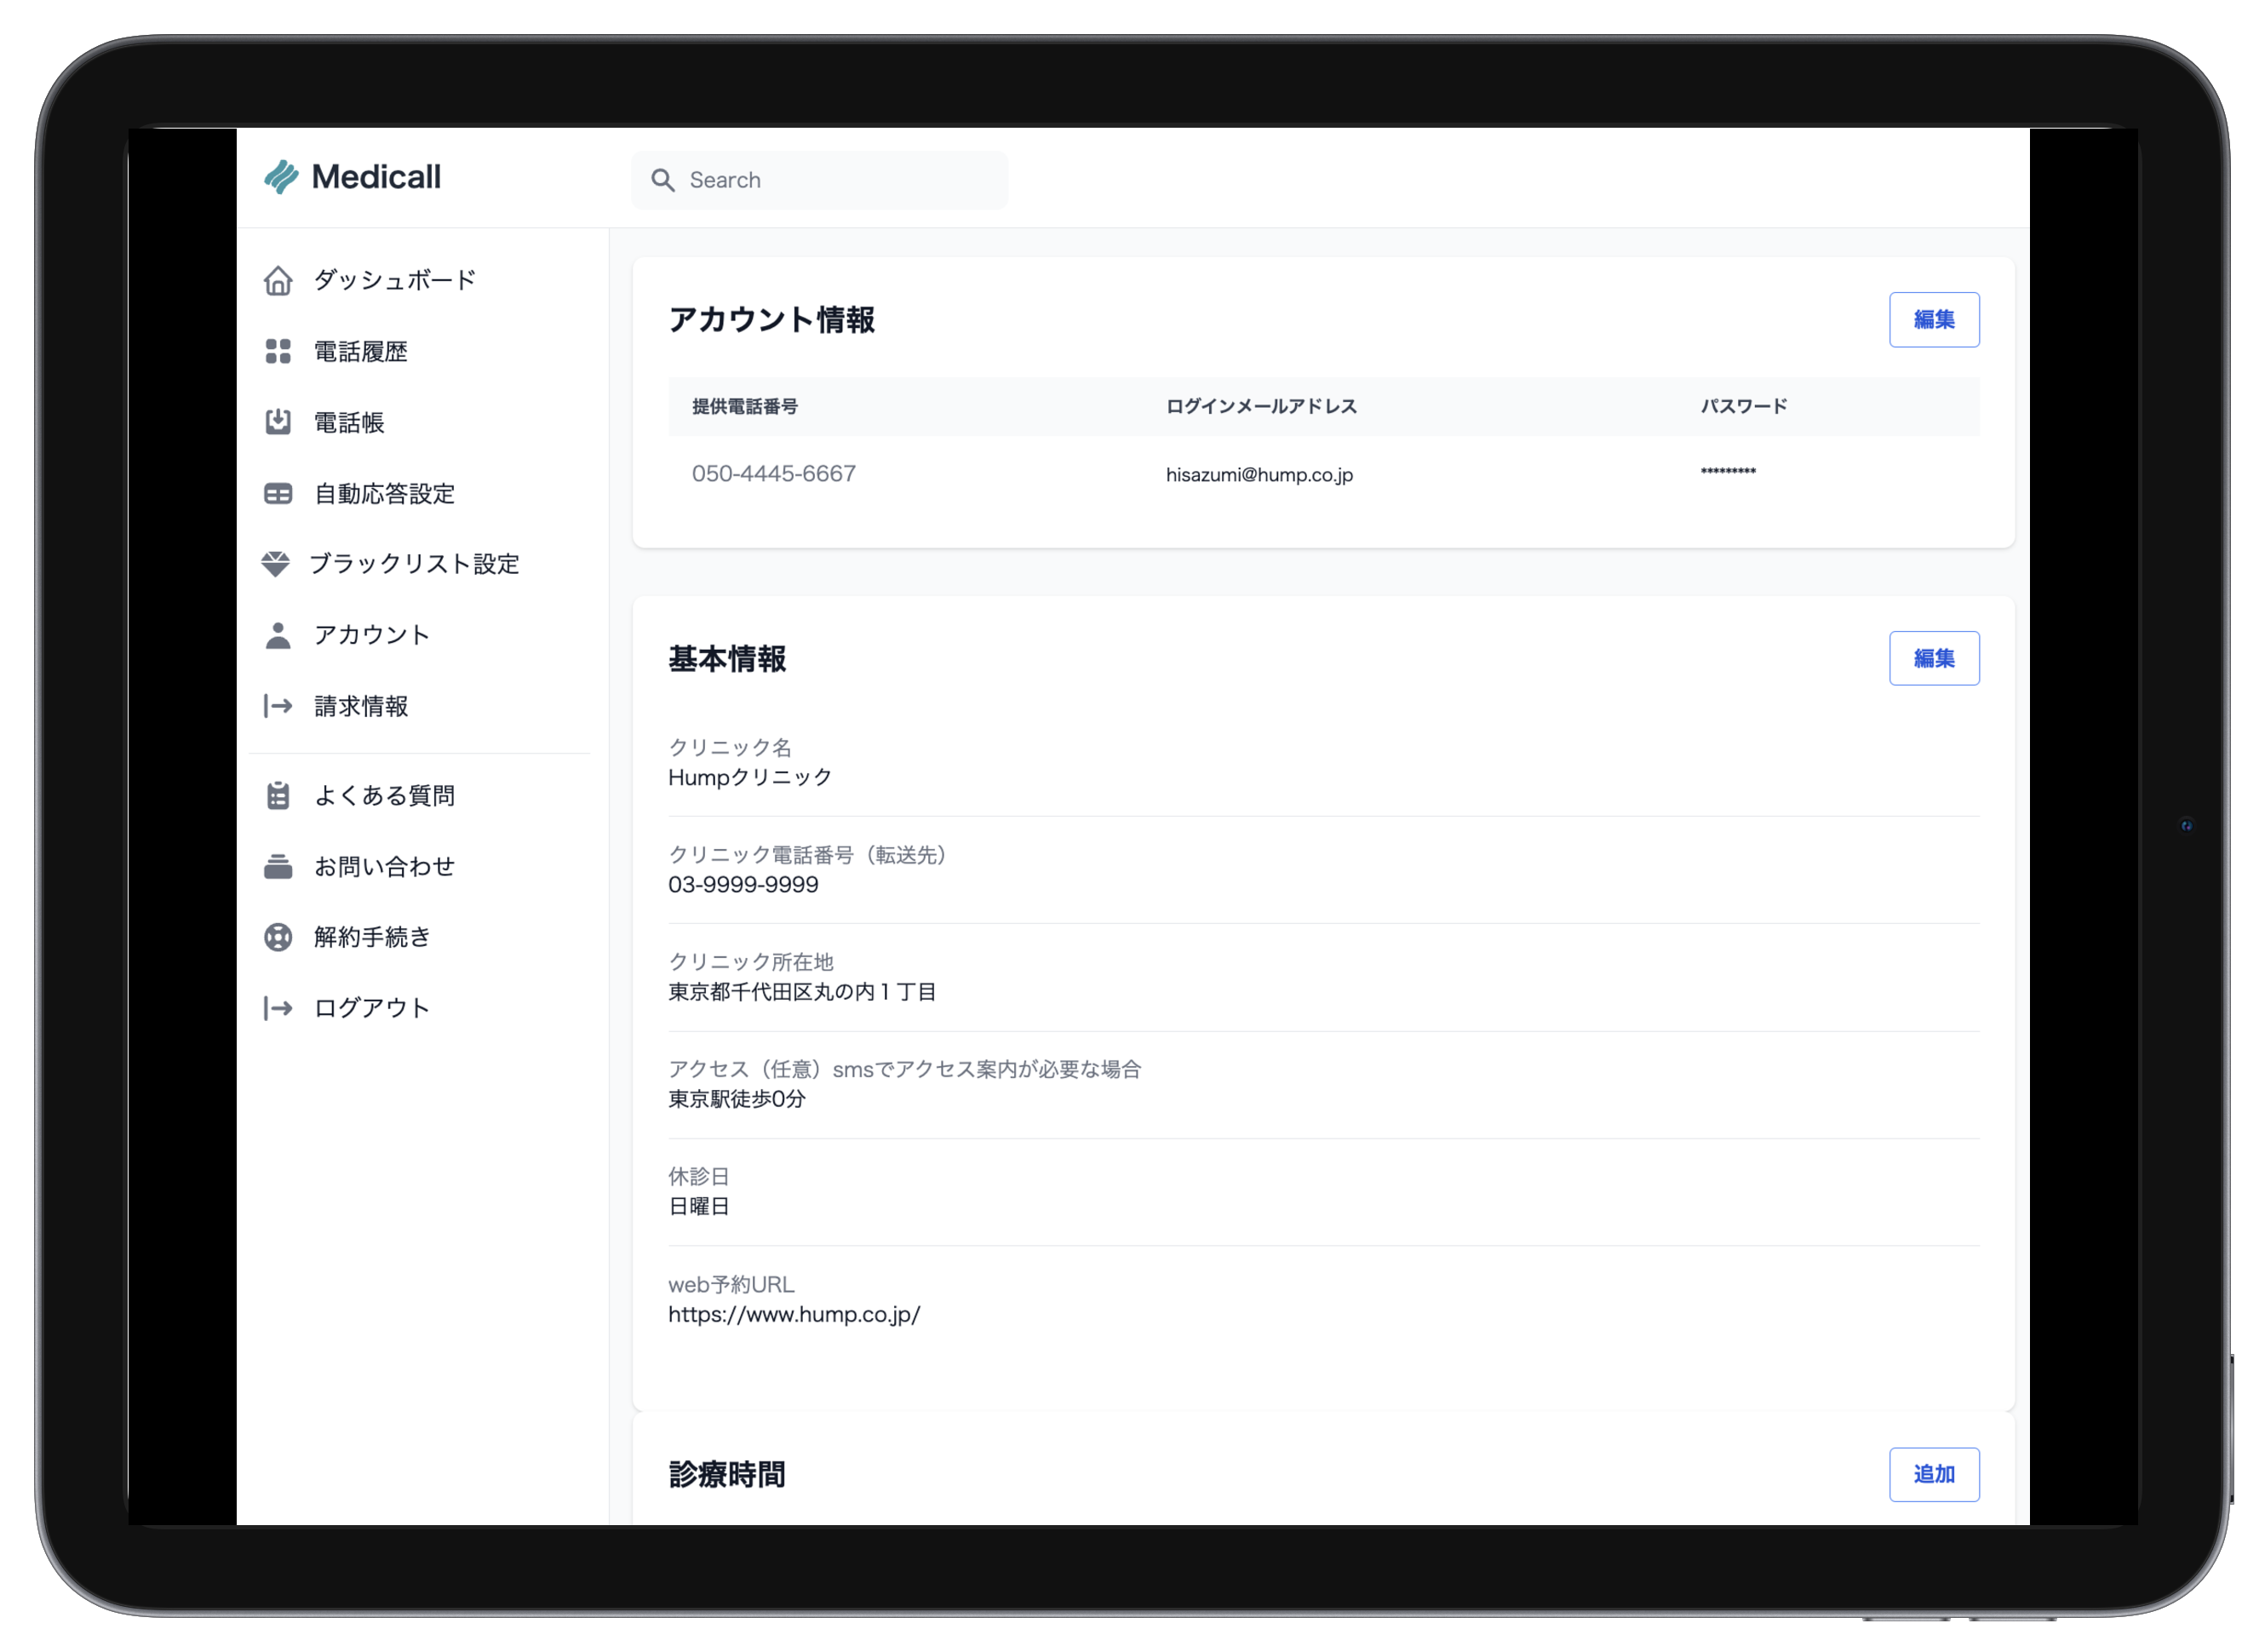 Medicall
Search
ダッシュボード
電話履歴
電話帳
自動応答設定
ブラックリスト設定
アカウント
請求情報
よくある質問
お問い合わせ
解約手続き
ログアウト
アカウント情報
編集
提供電話番号 ログインメールアドレス パスワード
050-4445-6667 hisazumi@hump.co.jp *********
基本情報
編集
クリニック名
Humpクリニック
クリニック電話番号（転送先）
03-9999-9999
クリニック所在地
東京都千代田区丸の内１丁目
アクセス（任意）smsでアクセス案内が必要な場合
東京駅徒歩0分
休診日
日曜日
web予約URL
https://www.hump.co.jp/
診療時間
追加